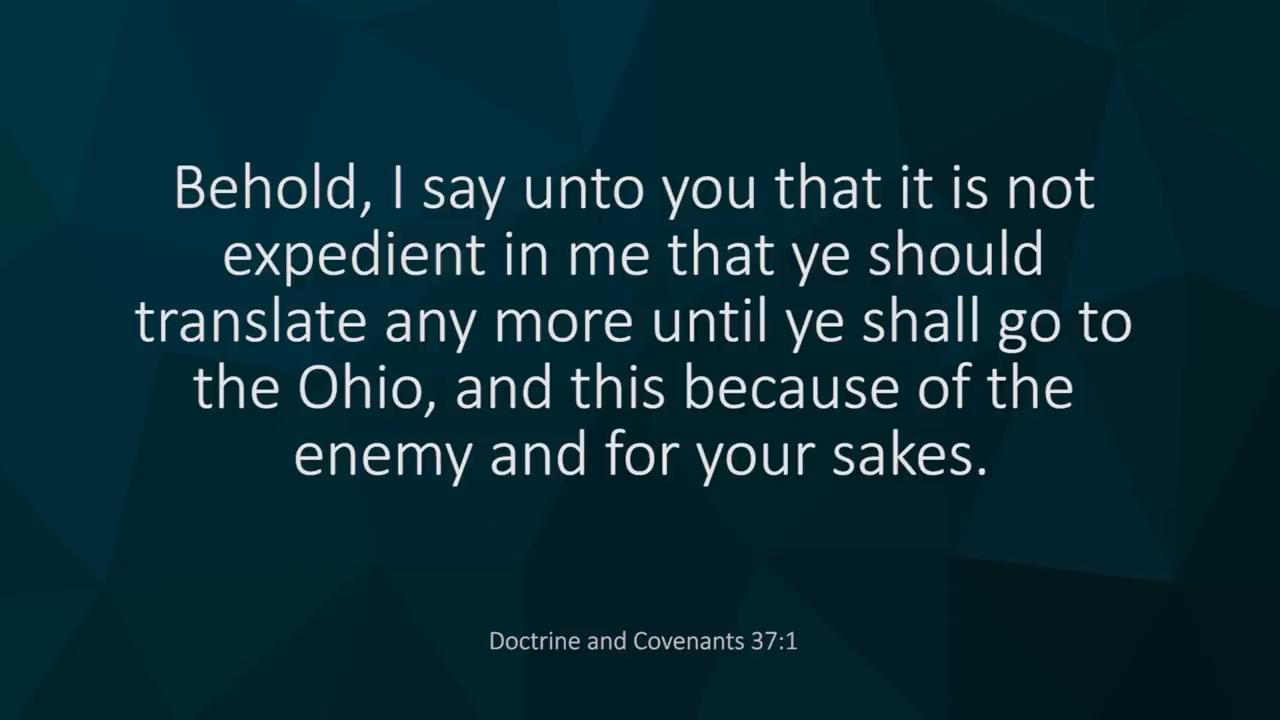 Behold, I say unto you that it is not
expedient in me that ye should
translate any more until ye shall go to
the Ohio, and this because of the
enemy and for your sakes.
Doctrine and Covenants 37:1